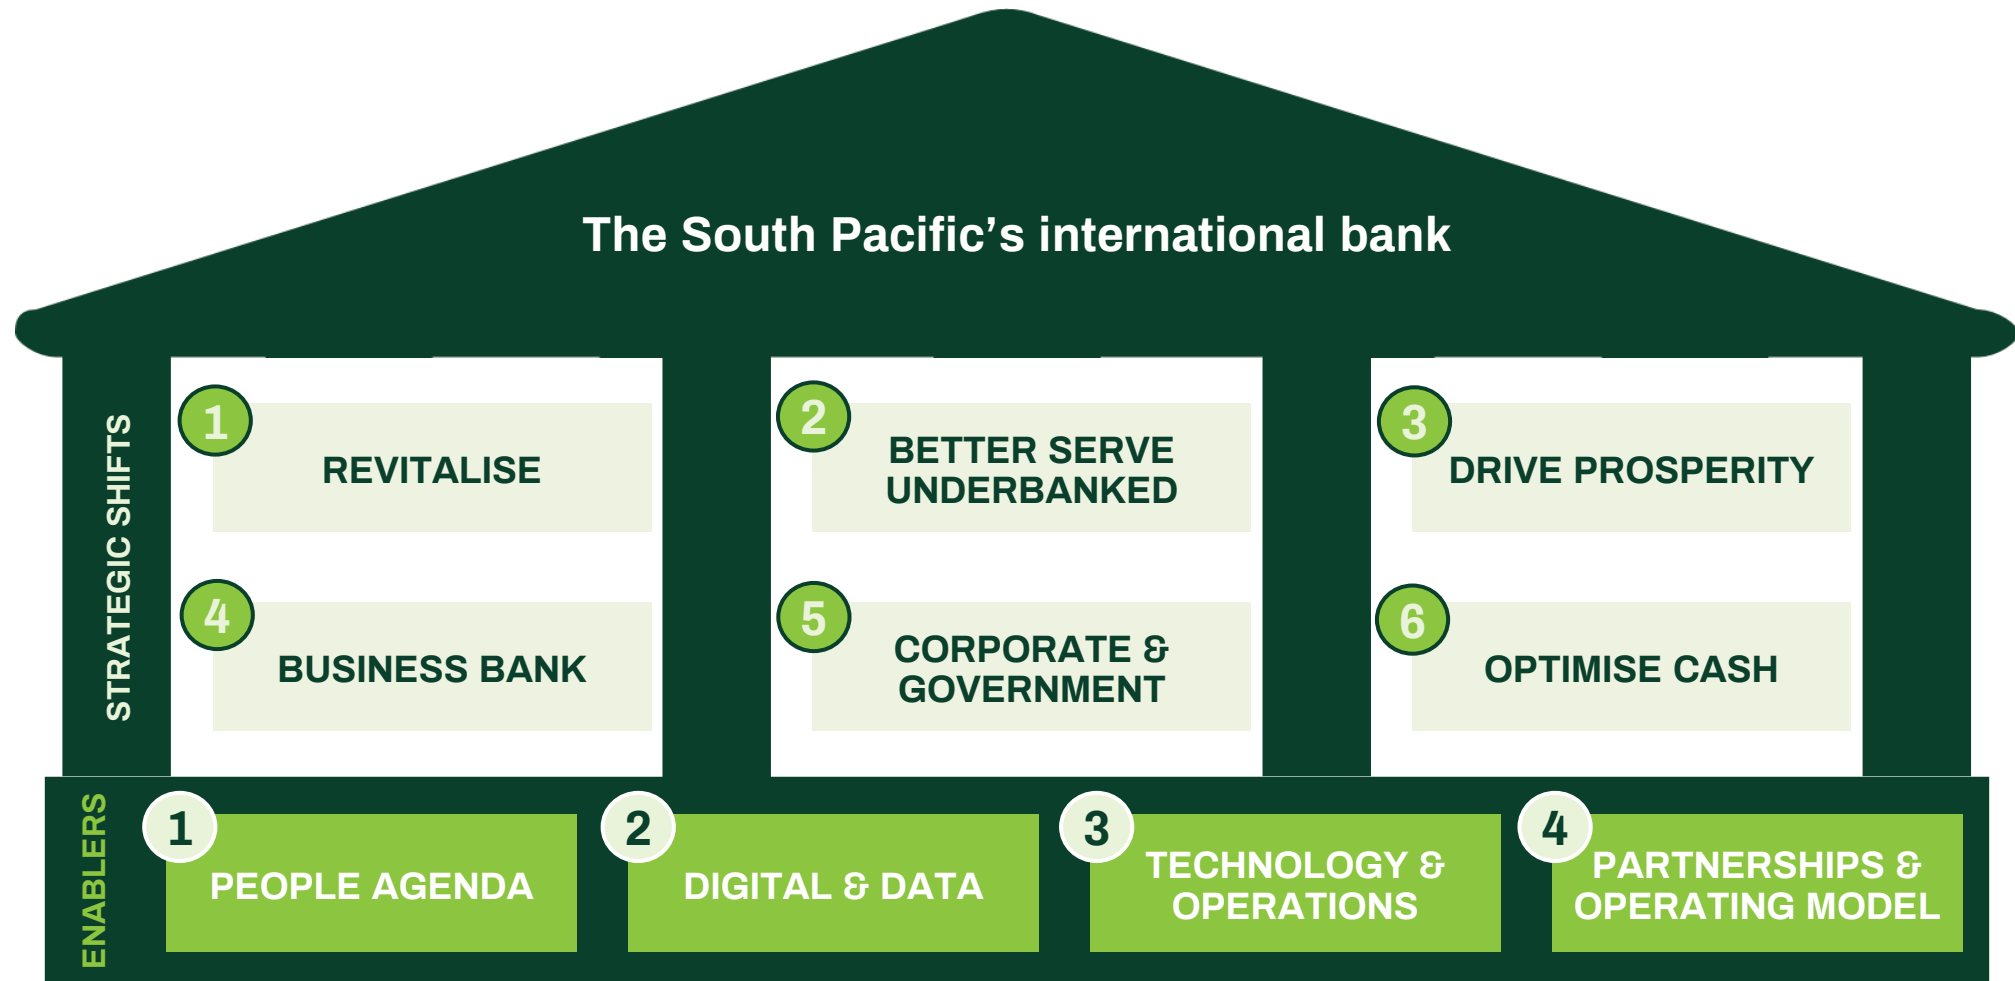 The South Pacific’s international bank
STRATEGIC SHIFTS
1
REVITALISE
2
BETTER SERVE
UNDERBANKED
3
DRIVE PROSPERITY
4
BUSINESS BANK
5
CORPORATE &
GOVERNMENT
6
OPTIMISE CASH
ENABLERS
1
PEOPLE AGENDA
2
DIGITAL & DATA
3
TECHNOLOGY &
OPERATIONS
4
PARTNERSHIPS &
OPERATING MODEL